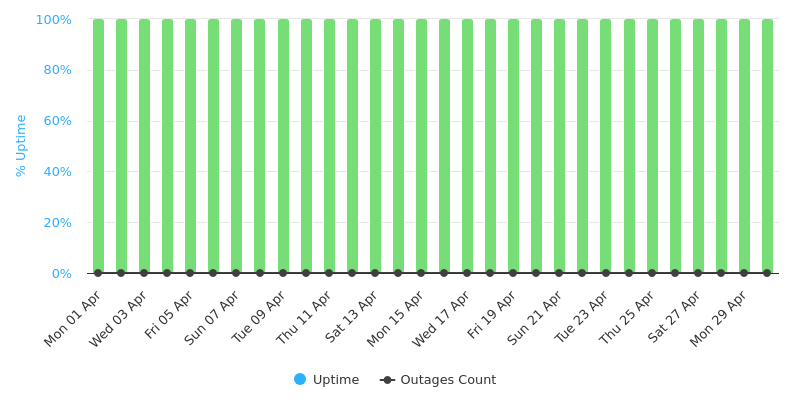 100%
80%
60%
40%
20%
0%
% Uptime
Mon 01 Apr
Wed 03 Apr
Fri 05 Apr
Sun 07 Apr
Tue 09 Apr
Thu 11 Apr
Sat 13 Apr
Mon 15 Apr
Wed 17 Apr
Fri 19 Apr
Sun 21 Apr
Tue 23 Apr
Thu 25 Apr
Sat 27 Apr
Mon 29 Apr
Uptime
Outages Count